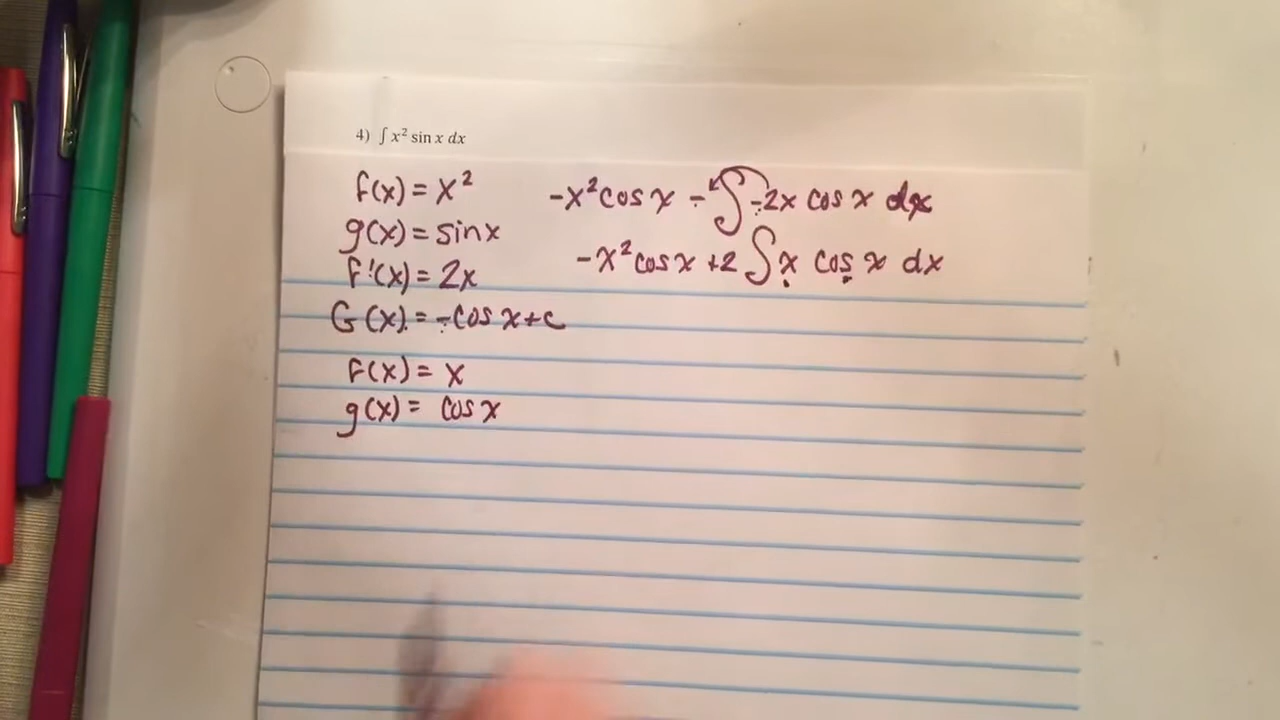 4) ∫ x² sin x dx
f(x) = x²
g(x) = sin x
f'(x) = 2x
G(x) = -cos x + c
f(x) = x
g(x) = cos x
-x² cos x - ∫ -2x cos x dx
-x² cos x + 2 ∫ x cos x dx